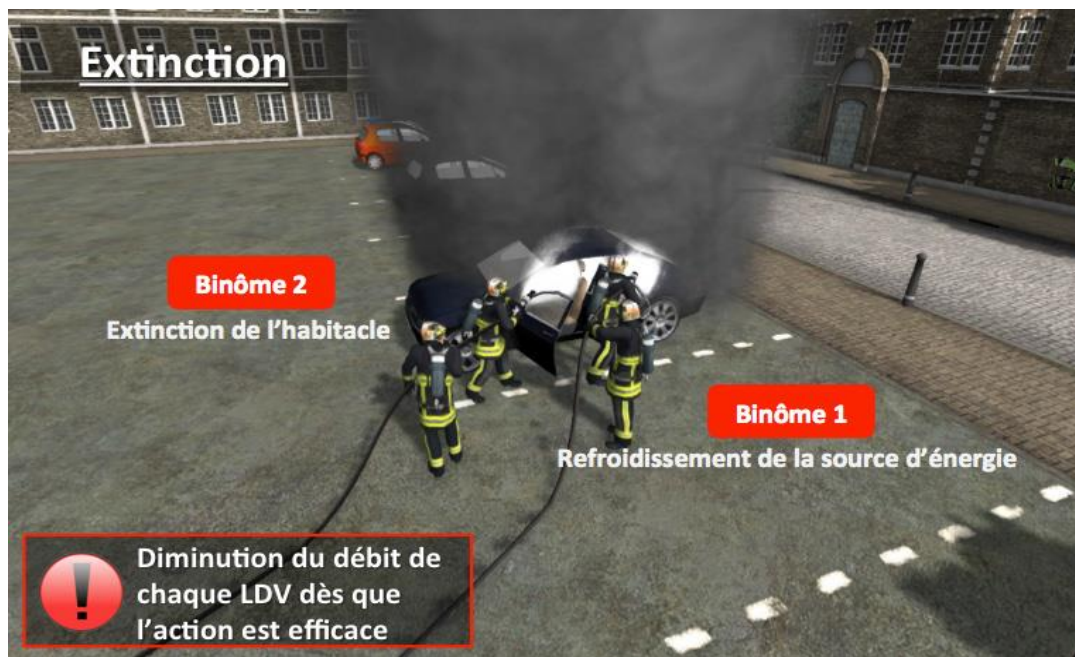 Extinction
Binôme 2
Extinction de l’habitacle
Binôme 1
Refroidissement de la source d’énergie
Diminution du débit de
chaque LDV dès que
l’action est efficace